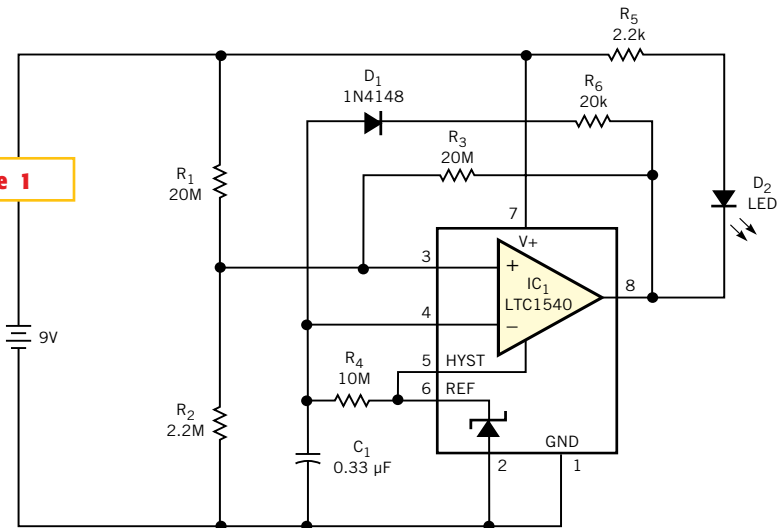 R5
2.2k
D1
1N4148
R6
20k
R3
20M
e 1
R1
20M
D2
LED
7
V+
3
+
IC1
LTC1540
8
4
−
9V
R4
10M
5 HYST
6 REF
R2
2.2M
C1
0.33 µF
GND
2
1